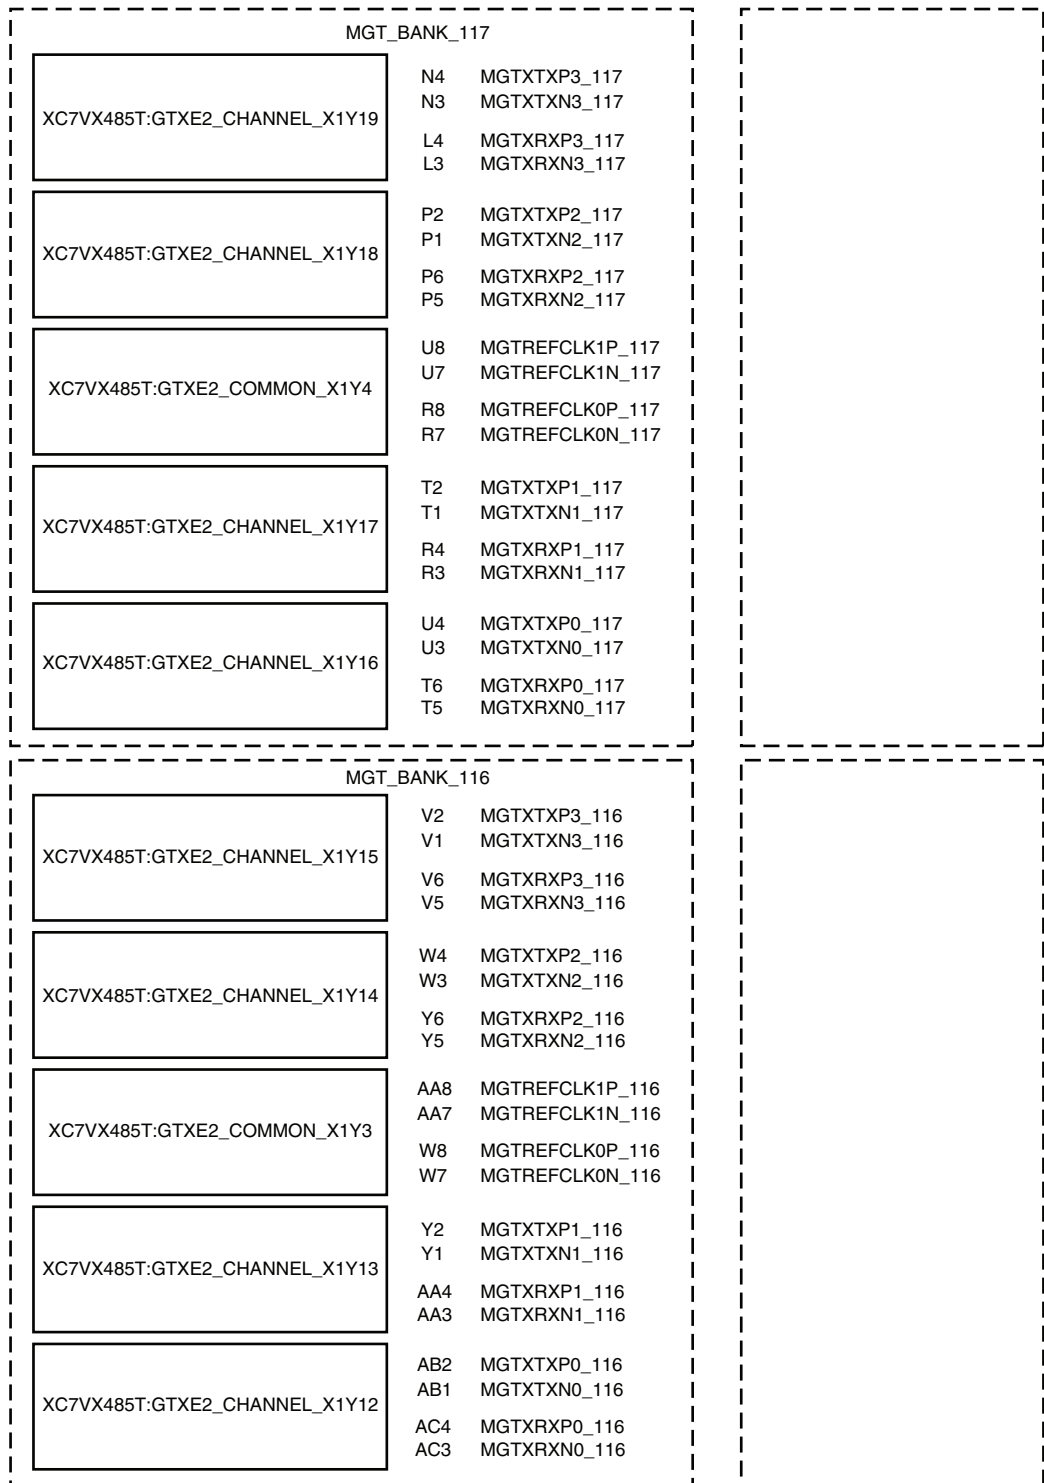 MGT_BANK_117
XC7VX485T:GTXE2_CHANNEL_X1Y19
N4 MGTXTXP3_117
N3 MGTXTXN3_117
L4 MGTXRXP3_117
L3 MGTXRXN3_117
XC7VX485T:GTXE2_CHANNEL_X1Y18
P2 MGTXTXP2_117
P1 MGTXTXN2_117
P6 MGTXRXP2_117
P5 MGTXRXN2_117
XC7VX485T:GTXE2_COMMON_X1Y4
U8 MGTREFCLK1P_117
U7 MGTREFCLK1N_117
R8 MGTREFCLK0P_117
R7 MGTREFCLK0N_117
XC7VX485T:GTXE2_CHANNEL_X1Y17
T2 MGTXTXP1_117
T1 MGTXTXN1_117
R4 MGTXRXP1_117
R3 MGTXRXN1_117
XC7VX485T:GTXE2_CHANNEL_X1Y16
U4 MGTXTXP0_117
U3 MGTXTXN0_117
T6 MGTXRXP0_117
T5 MGTXRXN0_117
MGT_BANK_116
XC7VX485T:GTXE2_CHANNEL_X1Y15
V2 MGTXTXP3_116
V1 MGTXTXN3_116
V6 MGTXRXP3_116
V5 MGTXRXN3_116
XC7VX485T:GTXE2_CHANNEL_X1Y14
W4 MGTXTXP2_116
W3 MGTXTXN2_116
Y6 MGTXRXP2_116
Y5 MGTXRXN2_116
XC7VX485T:GTXE2_COMMON_X1Y3
AA8 MGTREFCLK1P_116
AA7 MGTREFCLK1N_116
W8 MGTREFCLK0P_116
W7 MGTREFCLK0N_116
XC7VX485T:GTXE2_CHANNEL_X1Y13
Y2 MGTXTXP1_116
Y1 MGTXTXN1_116
AA4 MGTXRXP1_116
AA3 MGTXRXN1_116
XC7VX485T:GTXE2_CHANNEL_X1Y12
AB2 MGTXTXP0_116
AB1 MGTXTXN0_116
AC4 MGTXRXP0_116
AC3 MGTXRXN0_116